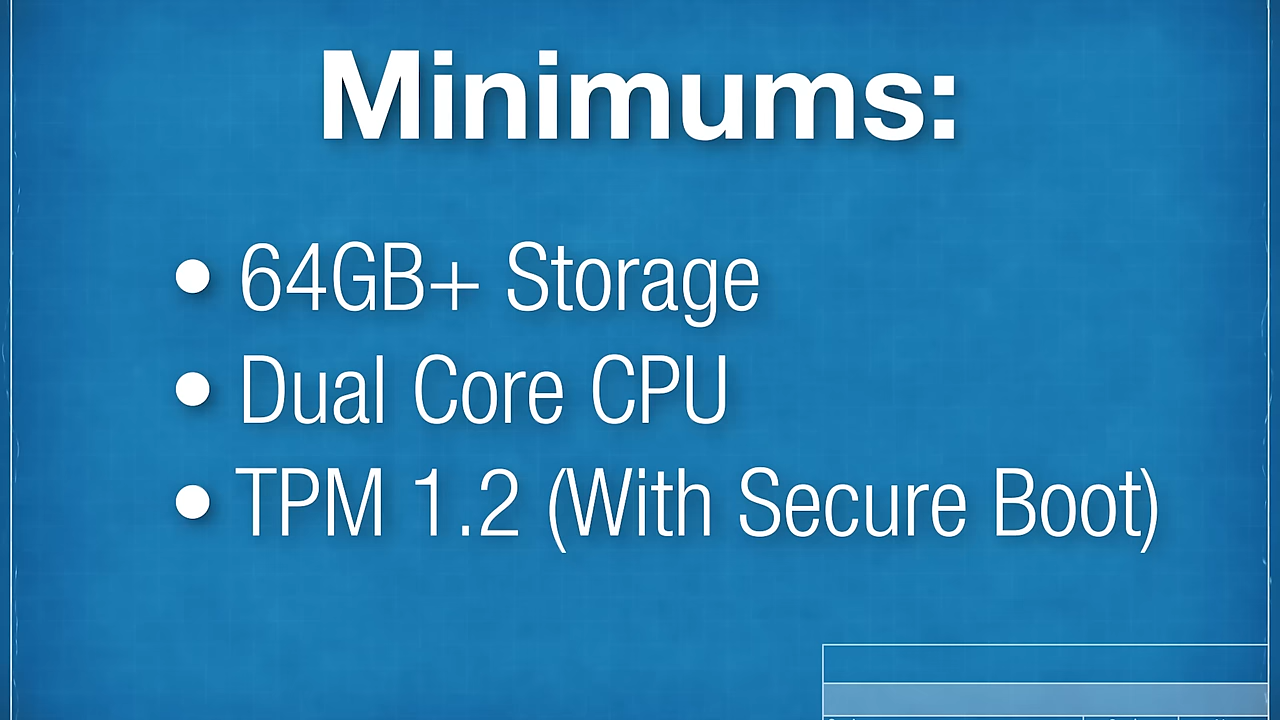 Minimums:
• 64GB+ Storage
• Dual Core CPU
• TPM 1.2 (With Secure Boot)